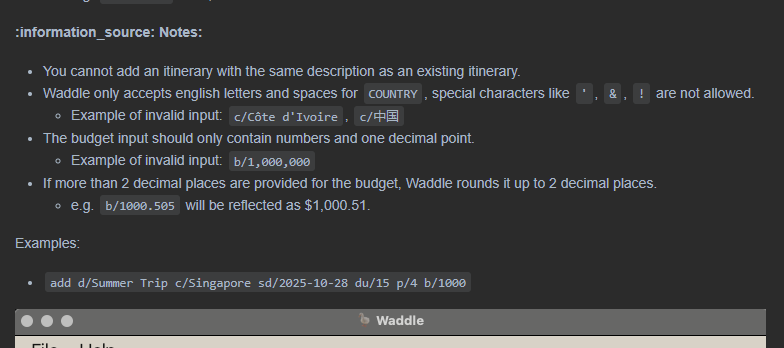 :information_source: Notes:
You cannot add an itinerary with the same description as an existing itinerary.
Waddle only accepts english letters and spaces for COUNTRY, special characters like ', &, ! are not allowed.
Example of invalid input: c/Côte d'Ivoire, c/中国
The budget input should only contain numbers and one decimal point.
Example of invalid input: b/1,000,000
If more than 2 decimal places are provided for the budget, Waddle rounds it up to 2 decimal places.
e.g. b/1000.505 will be reflected as $1,000.51.
Examples:
add d/Summer Trip c/Singapore sd/2025-10-28 du/15 p/4 b/1000
Waddle
File Help